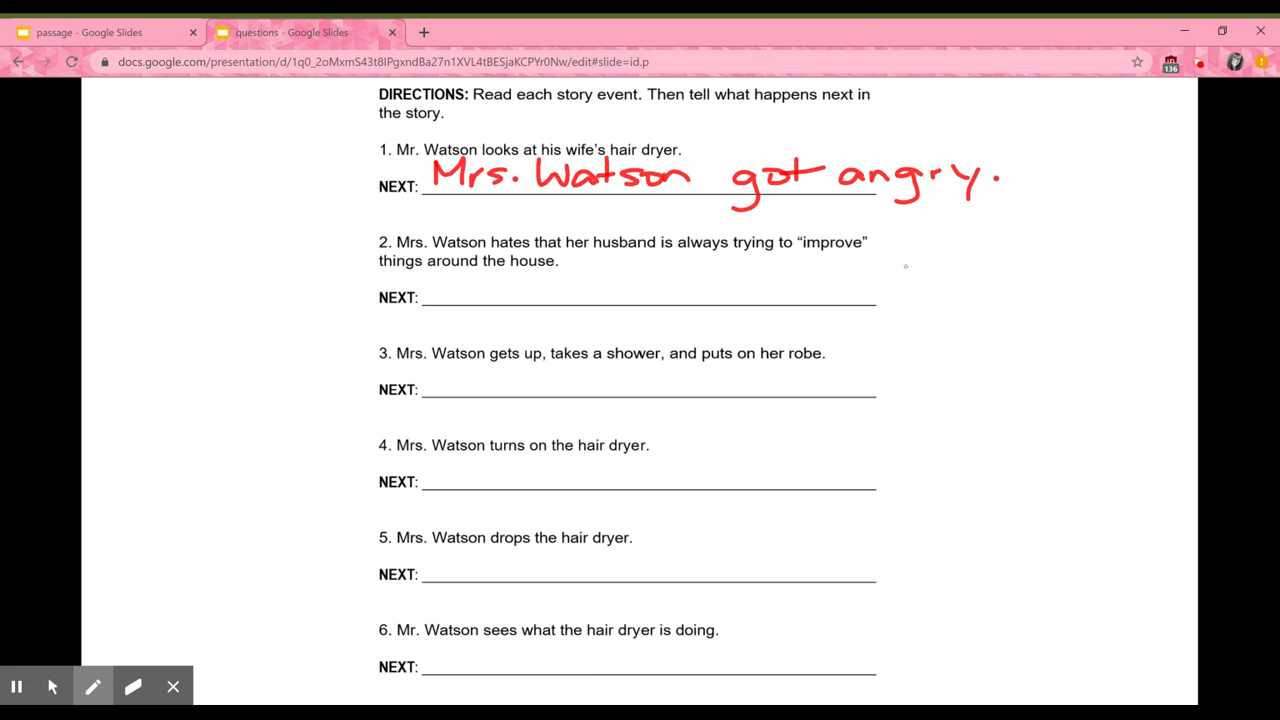 passage - Google Slides
questions - Google Slides
docs.google.com/presentation/d/1q0_2oMxmS43t8IPgxndBa27n1XVL4tBESjaKCPYr0Nw/edit#slide=id.p
136
DIRECTIONS: Read each story event. Then tell what happens next in
the story.
1. Mr. Watson looks at his wife's hair dryer.
NEXT: Mrs. Watson got angry.
2. Mrs. Watson hates that her husband is always trying to “improve”
things around the house.
NEXT:
3. Mrs. Watson gets up, takes a shower, and puts on her robe.
NEXT:
4. Mrs. Watson turns on the hair dryer.
NEXT:
5. Mrs. Watson drops the hair dryer.
NEXT:
6. Mr. Watson sees what the hair dryer is doing.
NEXT: